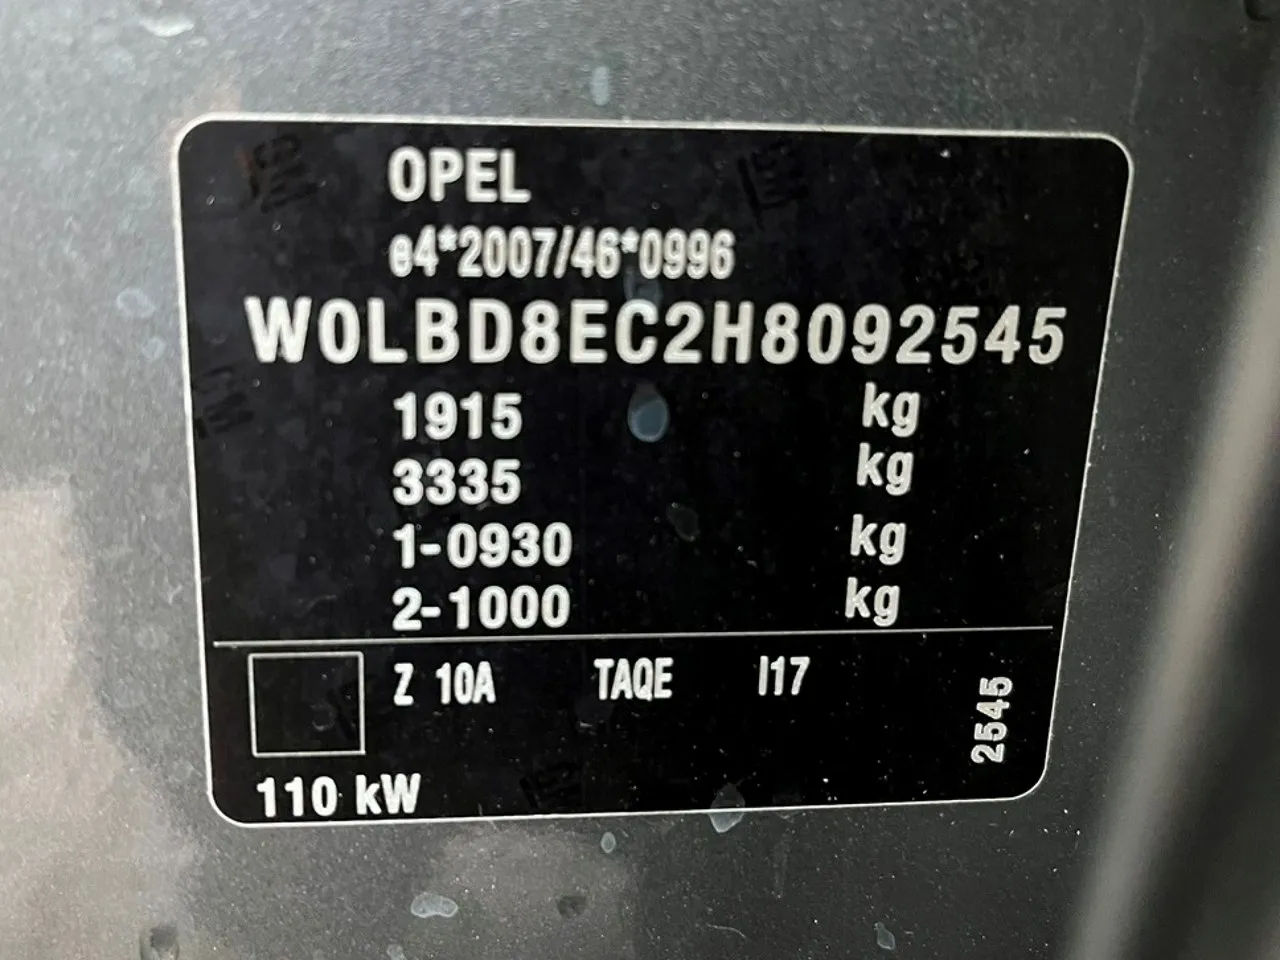 OPEL
e4*2007/46*0996
W0LBD8EC2H8092545
1915 kg
3335 kg
1-0930 kg
2-1000 kg
Z 10A TAQE I17
2545
110 kW